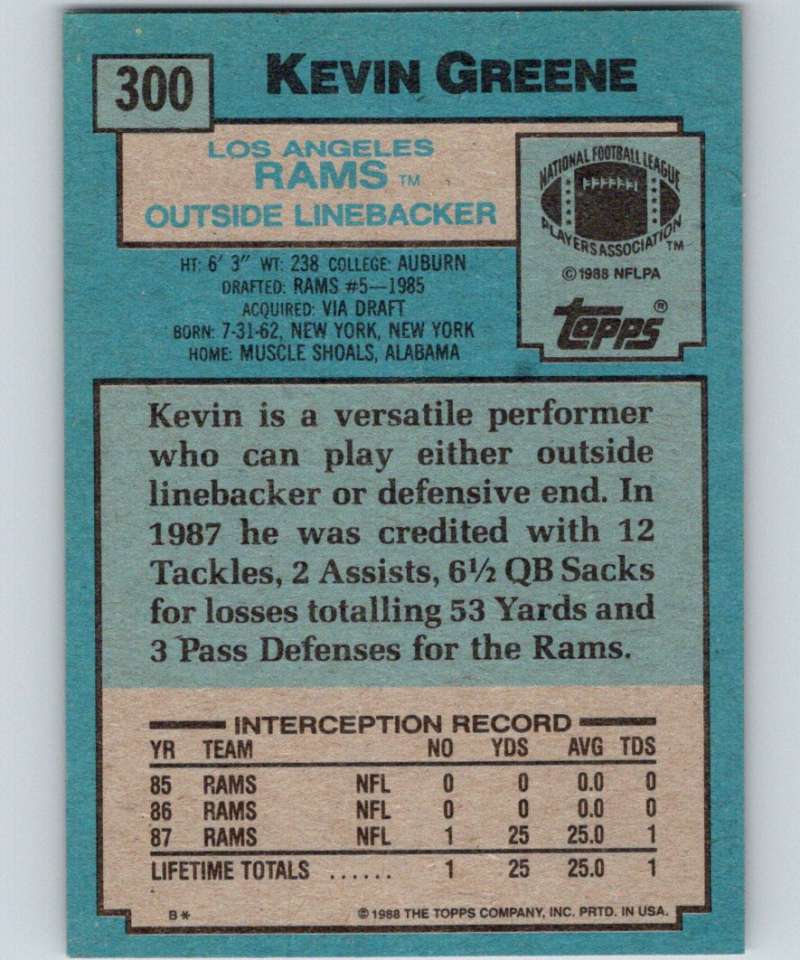 300
KEVIN GREENE
LOS ANGELES
RAMS TM
OUTSIDE LINEBACKER
NATIONAL FOOTBALL LEAGUE
PLAYERS ASSOCIATION TM
© 1988 NFLPA
topps®
HT: 6' 3" WT: 238 COLLEGE: AUBURN
DRAFTED: RAMS #5—1985
ACQUIRED: VIA DRAFT
BORN: 7-31-62, NEW YORK, NEW YORK
HOME: MUSCLE SHOALS, ALABAMA
Kevin is a versatile performer
who can play either outside
linebacker or defensive end. In
1987 he was credited with 12
Tackles, 2 Assists, 6½ QB Sacks
for losses totalling 53 Yards and
3 Pass Defenses for the Rams.
INTERCEPTION RECORD
YR TEAM NO YDS AVG TDS
85 RAMS NFL 0 0 0.0 0
86 RAMS NFL 0 0 0.0 0
87 RAMS NFL 1 25 25.0 1
LIFETIME TOTALS ...... 1 25 25.0 1
B* © 1988 THE TOPPS COMPANY, INC. PRTD. IN USA.